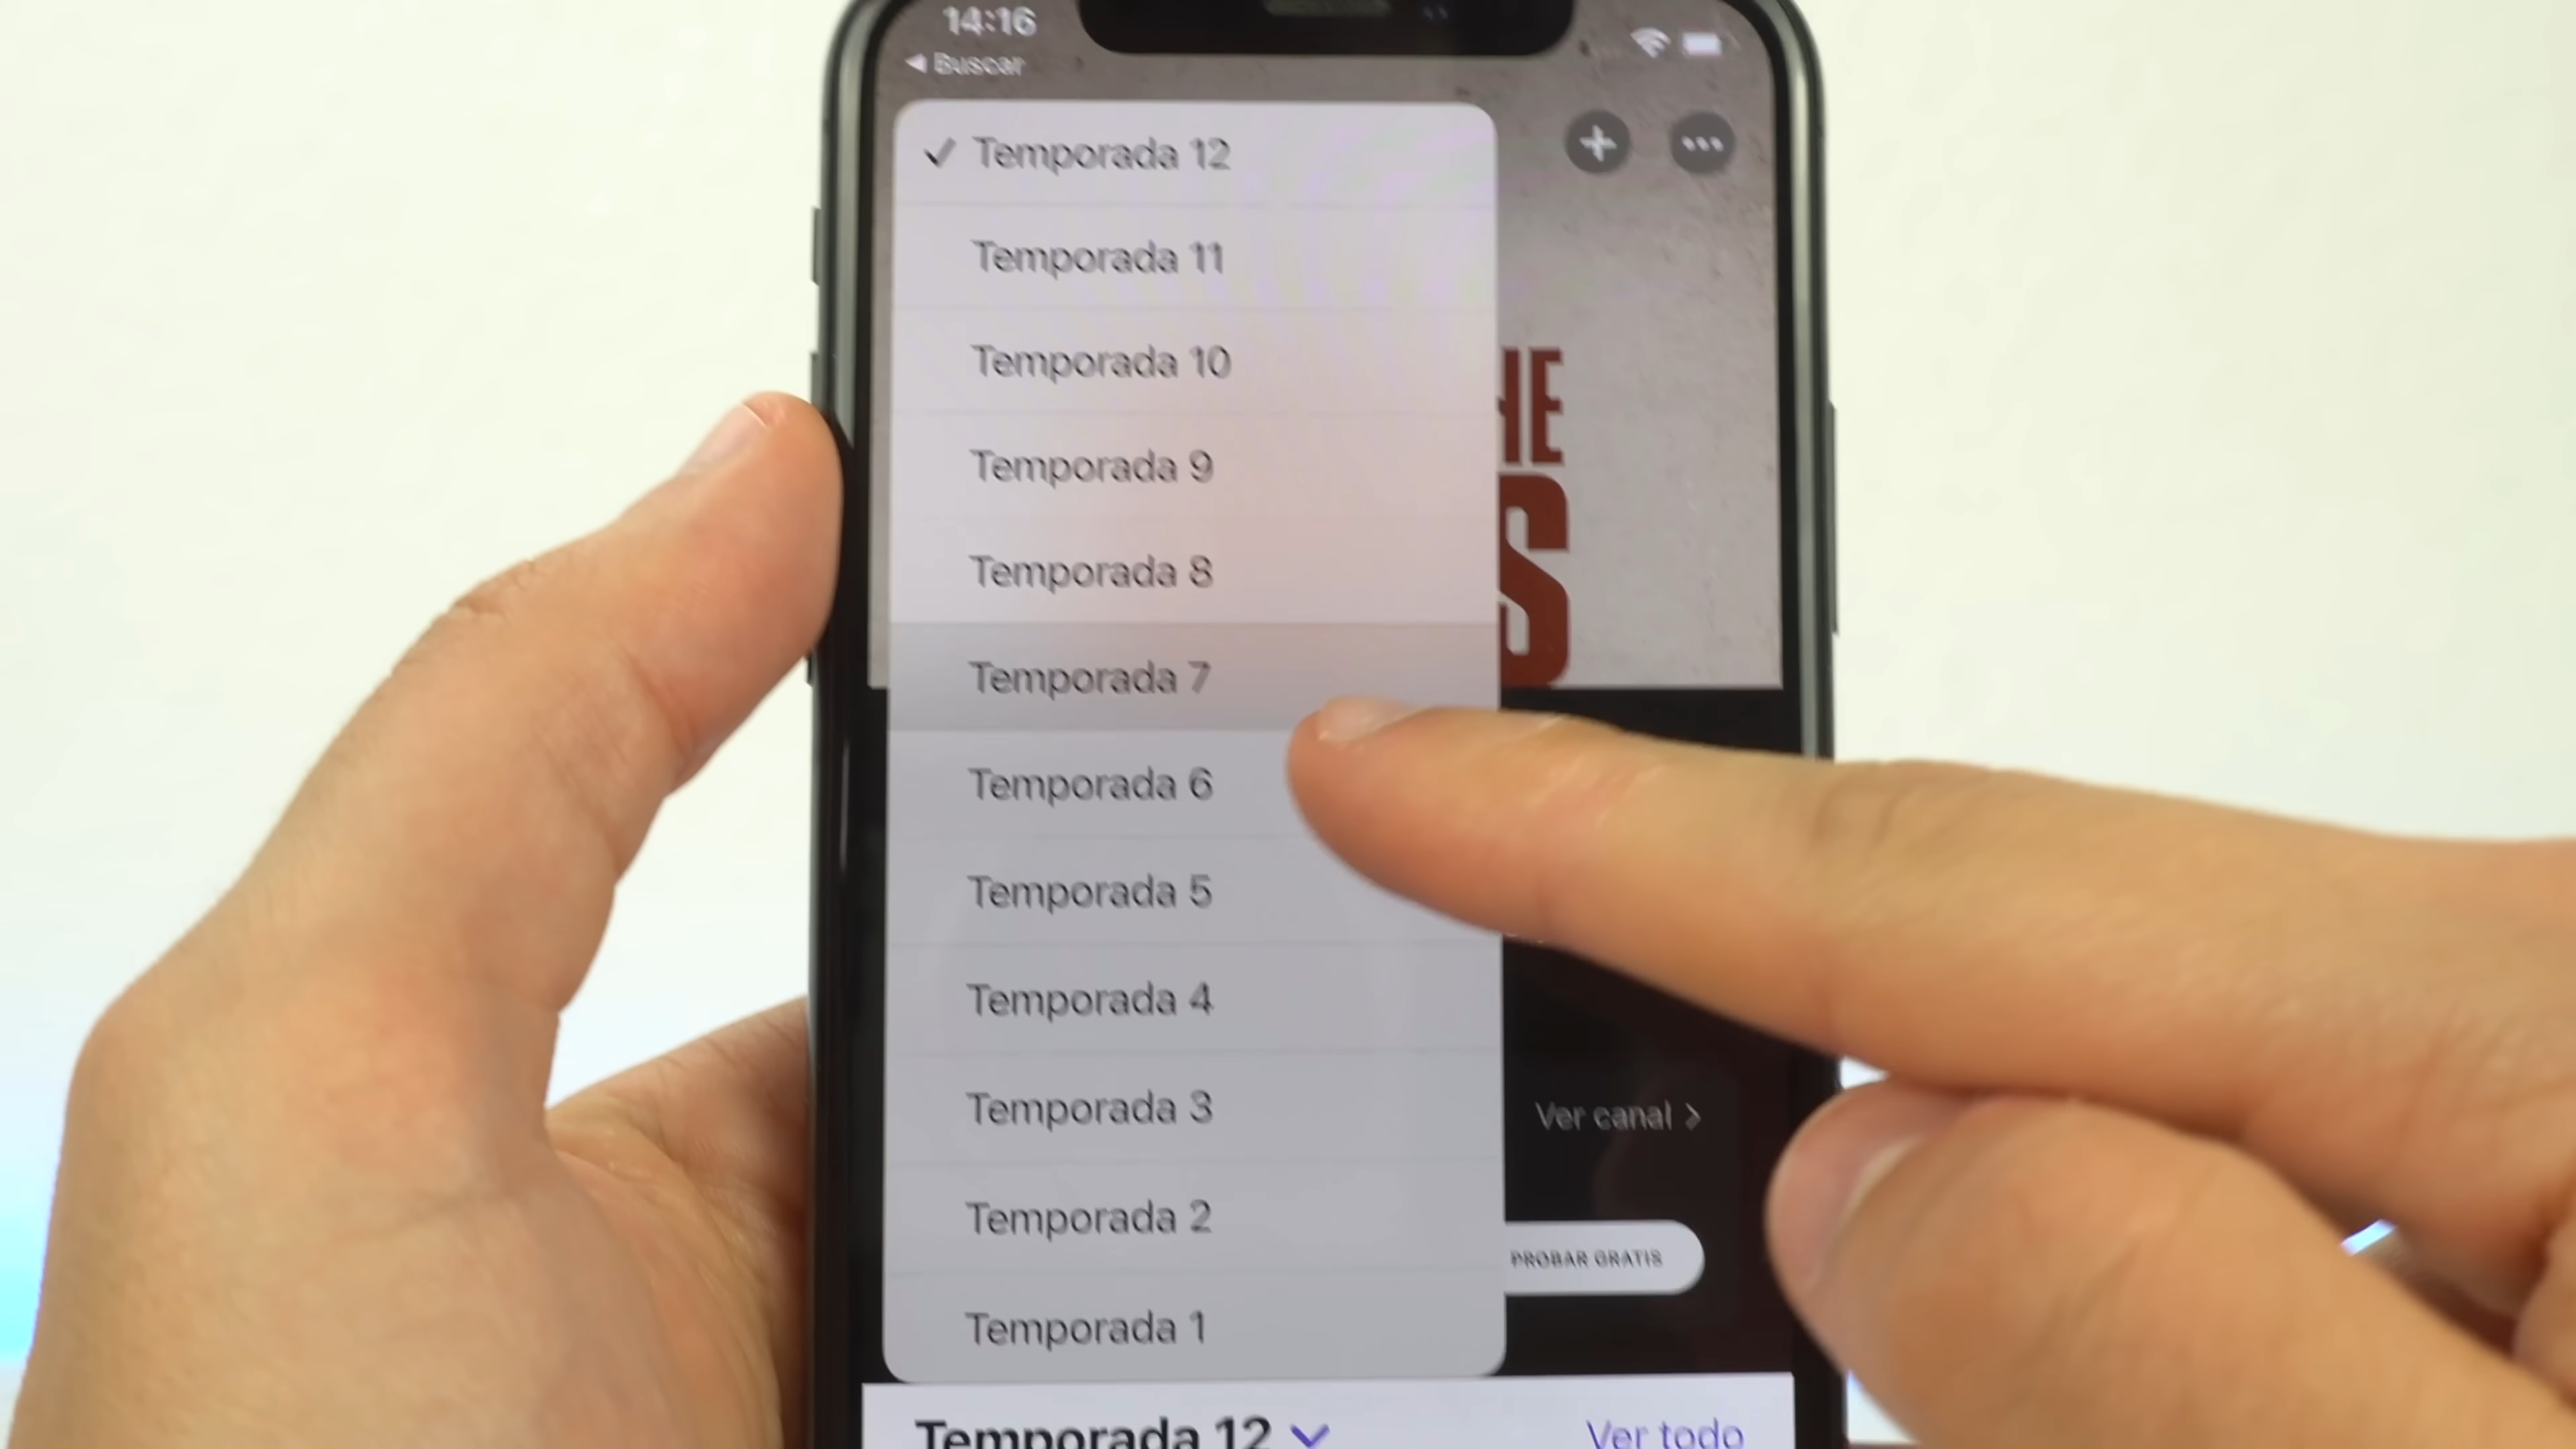 14:16
◀ Buscar
✓ Temporada 12
Temporada 11
Temporada 10
Temporada 9
Temporada 8
Temporada 7
Temporada 6
Temporada 5
Temporada 4
Temporada 3
Temporada 2
Temporada 1
HE
S
Ver canal >
PROBAR GRATIS
Temporada 12
Ver todo